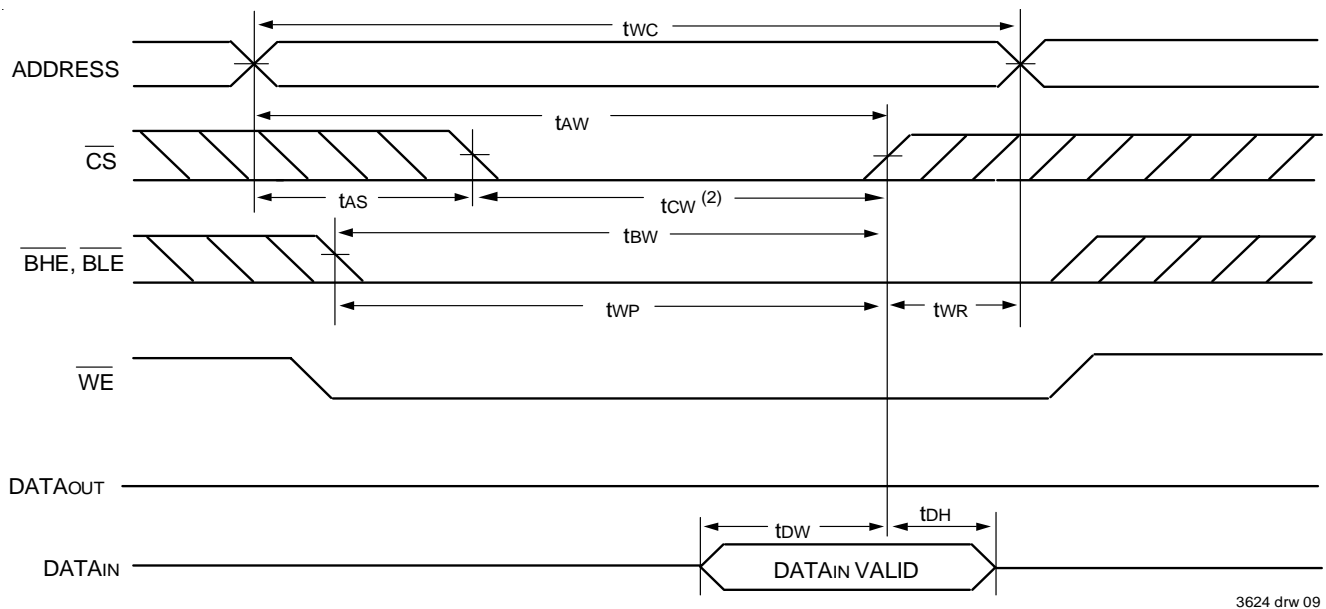 tWC
ADDRESS
tAW
CS
tAS
tCW (2)
tBW
BHE, BLE
tWP
tWR
WE
DATAOUT
tDW
tDH
DATAIN
DATAIN VALID
3624 drw 09